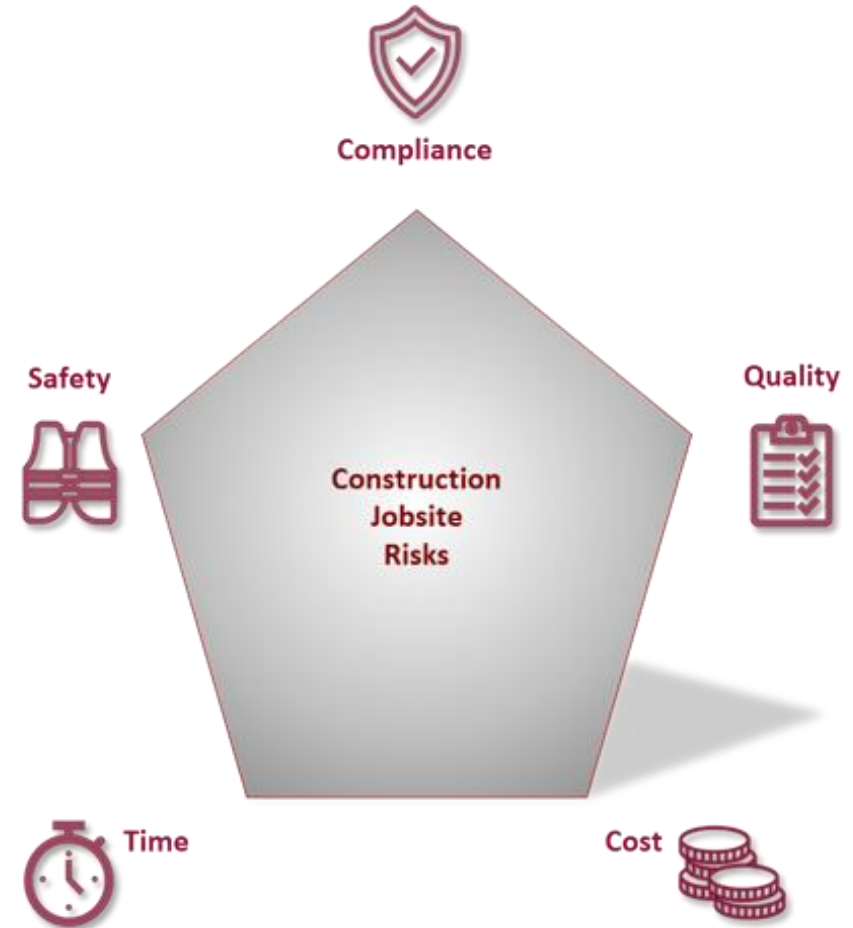 Compliance
Safety
Quality
Construction
Jobsite
Risks
Time
Cost